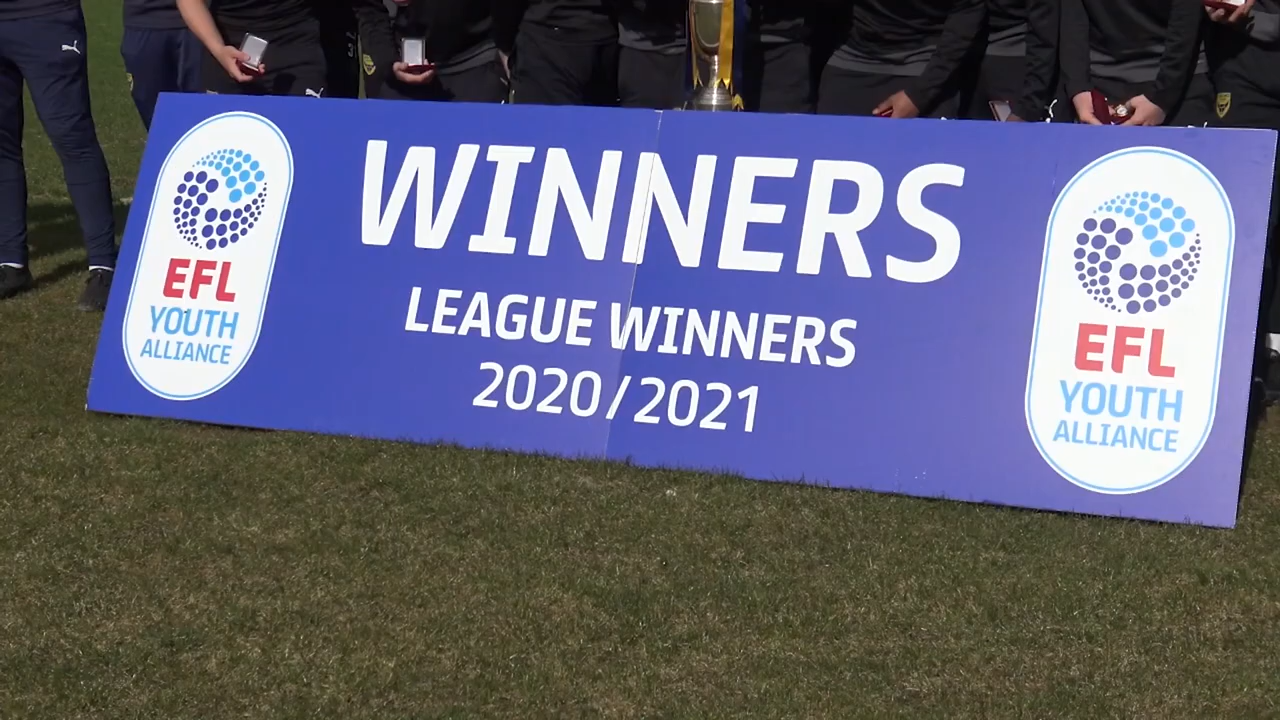 WINNERS
LEAGUE WINNERS
2020/2021
EFL
YOUTH
ALLIANCE
EFL
YOUTH
ALLIANCE